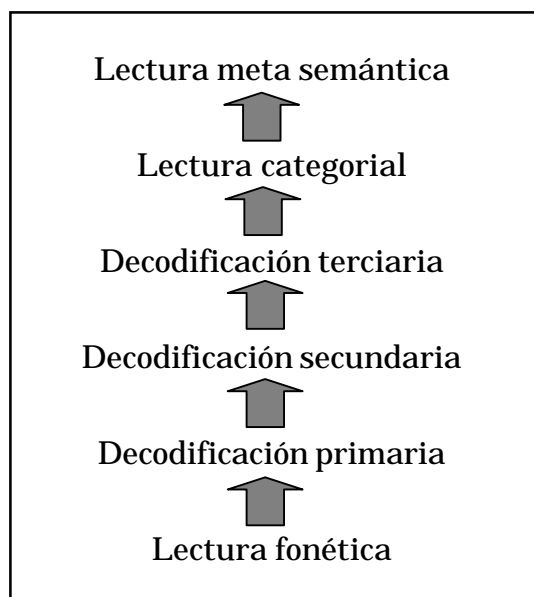 Lectura meta semántica
Lectura categorial
Decodificación terciaria
Decodificación secundaria
Decodificación primaria
Lectura fonética